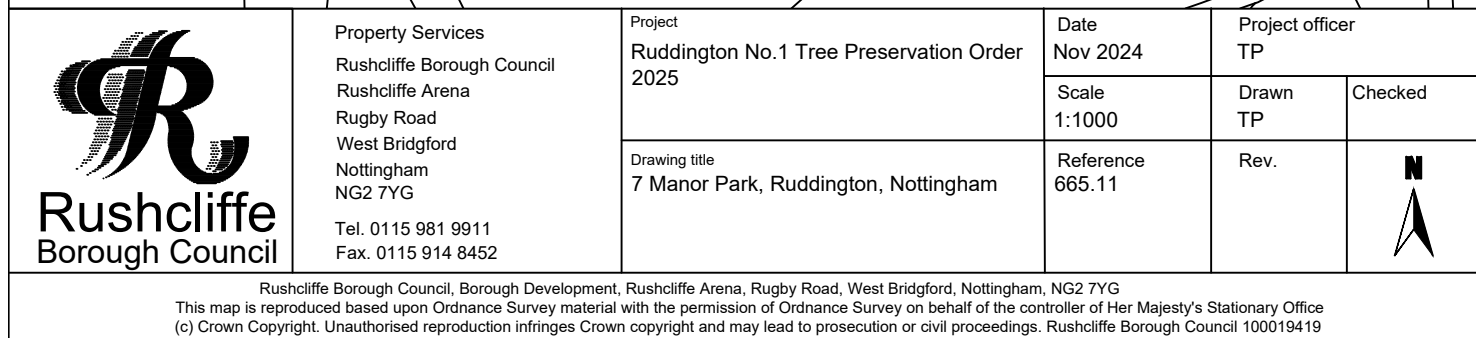 Rushcliffe
Borough Council
Property Services
Rushcliffe Borough Council
Rushcliffe Arena
Rugby Road
West Bridgford
Nottingham
NG2 7YG
Tel. 0115 981 9911
Fax. 0115 914 8452
Project
Ruddington No.1 Tree Preservation Order
2025
Drawing title
7 Manor Park, Ruddington, Nottingham
Date
Nov 2024
Project officer
TP
Scale
1:1000
Drawn
TP
Checked
Reference
665.11
Rev.
N
Rushcliffe Borough Council, Borough Development, Rushcliffe Arena, Rugby Road, West Bridgford, Nottingham, NG2 7YG
This map is reproduced based upon Ordnance Survey material with the permission of Ordnance Survey on behalf of the controller of Her Majesty's Stationary Office
(c) Crown Copyright. Unauthorised reproduction infringes Crown copyright and may lead to prosecution or civil proceedings. Rushcliffe Borough Council 100019419